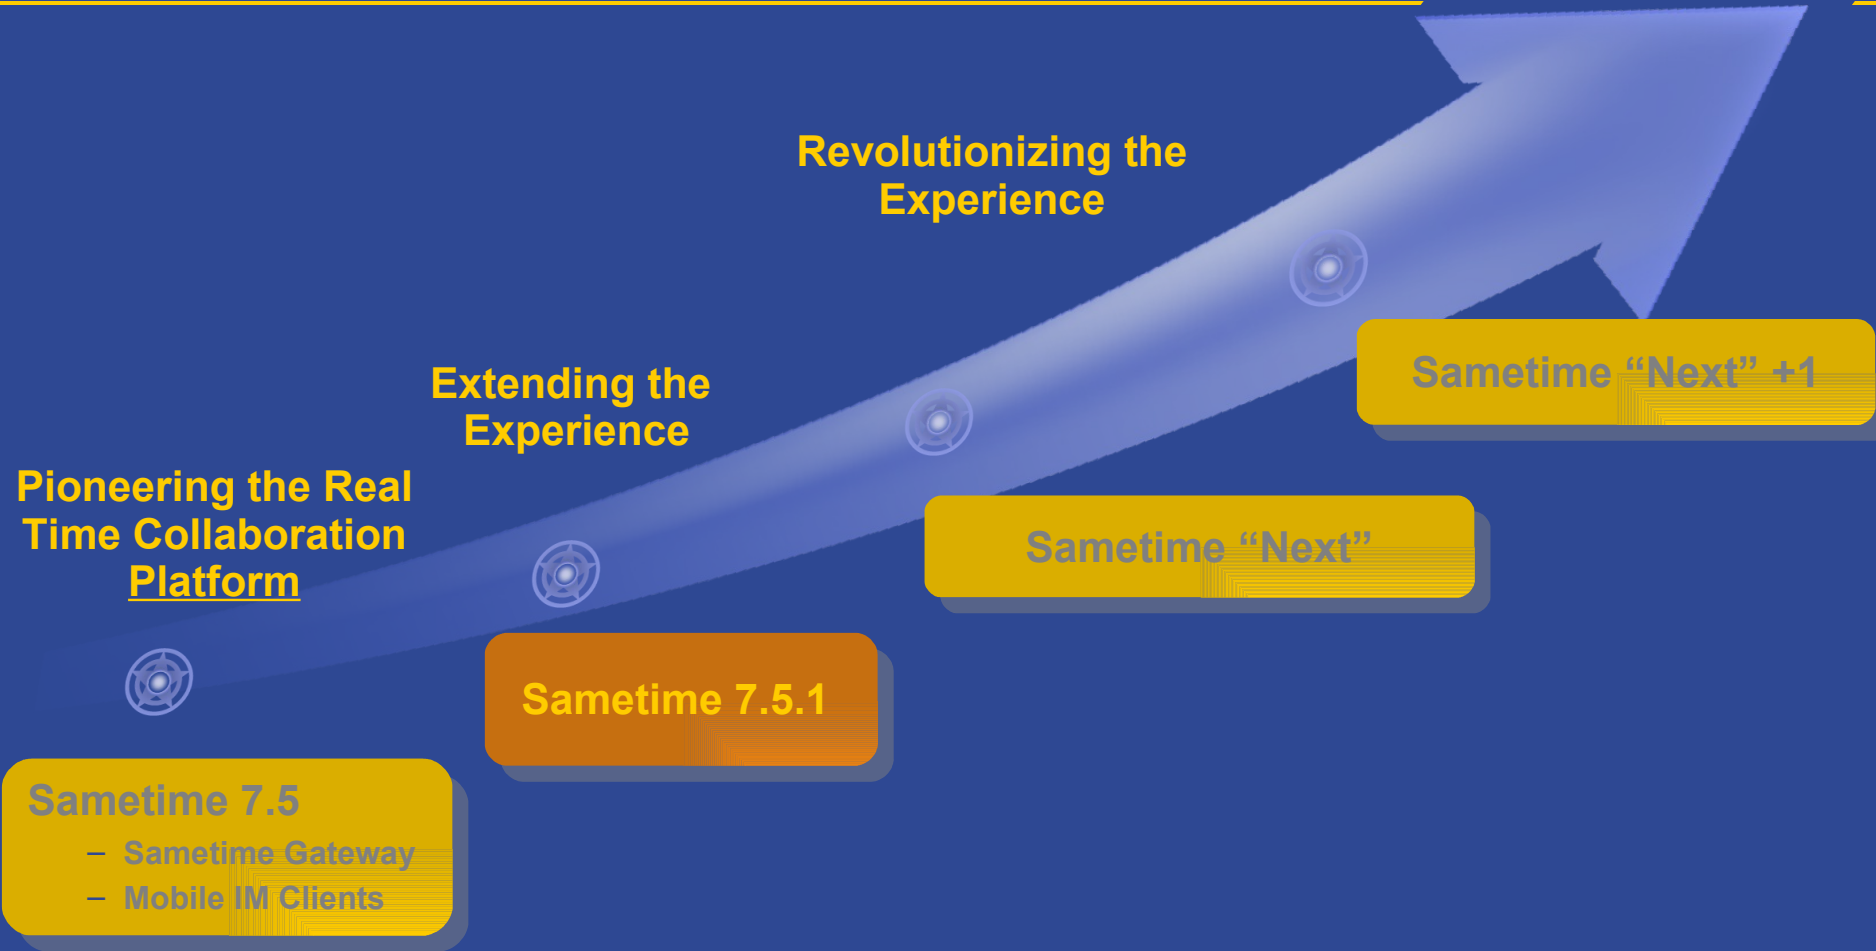 Revolutionizing the
Experience
Extending the
Experience
Pioneering the Real
Time Collaboration
Platform
Sametime “Next” +1
Sametime “Next”
Sametime 7.5.1
Sametime 7.5
– Sametime Gateway
– Mobile IM Clients